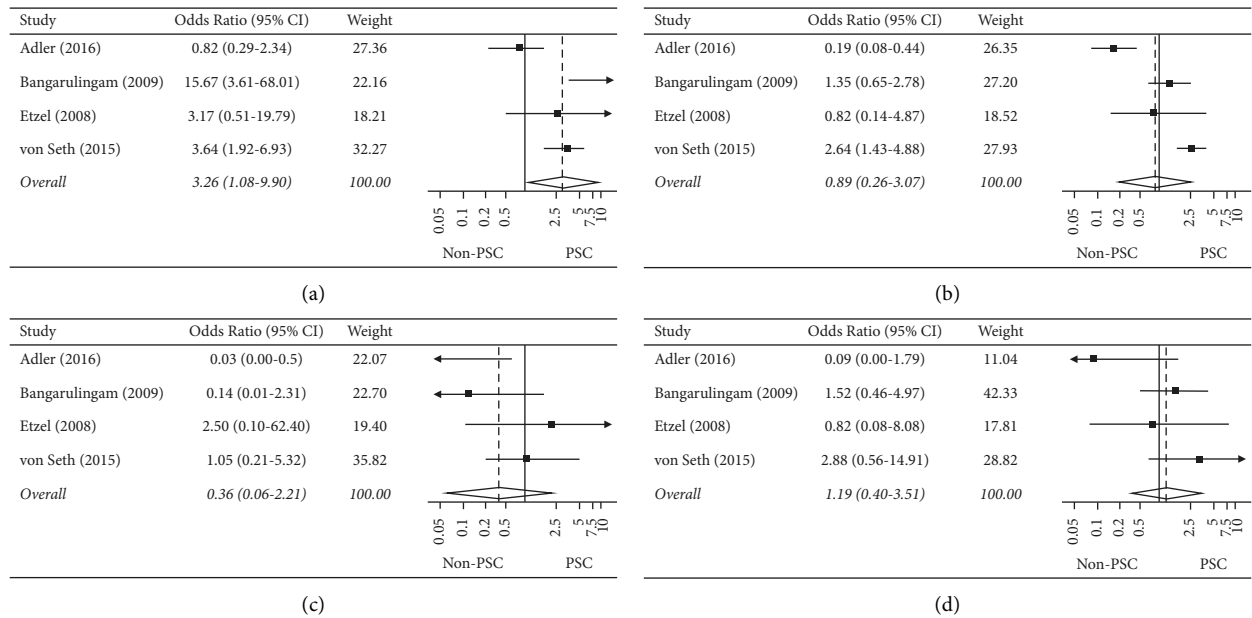 Study Odds Ratio (95% CI) Weight
Adler (2016) 0.82 (0.29-2.34) 27.36
Bangarulingam (2009) 15.67 (3.61-68.01) 22.16
Etzel (2008) 3.17 (0.51-19.79) 18.21
von Seth (2015) 3.64 (1.92-6.93) 32.27
Overall 3.26 (1.08-9.90) 100.00
0.05 0.1 0.2 0.5 2.5 5 7.5 10
Non-PSC PSC
(a)
Study Odds Ratio (95% CI) Weight
Adler (2016) 0.19 (0.08-0.44) 26.35
Bangarulingam (2009) 1.35 (0.65-2.78) 27.20
Etzel (2008) 0.82 (0.14-4.87) 18.52
von Seth (2015) 2.64 (1.43-4.88) 27.93
Overall 0.89 (0.26-3.07) 100.00
0.05 0.1 0.2 0.5 2.5 5 7.5 10
Non-PSC PSC
(b)
Study Odds Ratio (95% CI) Weight
Adler (2016) 0.03 (0.00-0.5) 22.07
Bangarulingam (2009) 0.14 (0.01-2.31) 22.70
Etzel (2008) 2.50 (0.10-62.40) 19.40
von Seth (2015) 1.05 (0.21-5.32) 35.82
Overall 0.36 (0.06-2.21) 100.00
0.05 0.1 0.2 0.5 2.5 5 7.5 10
Non-PSC PSC
(c)
Study Odds Ratio (95% CI) Weight
Adler (2016) 0.09 (0.00-1.79) 11.04
Bangarulingam (2009) 1.52 (0.46-4.97) 42.33
Etzel (2008) 0.82 (0.08-8.08) 17.81
von Seth (2015) 2.88 (0.56-14.91) 28.82
Overall 1.19 (0.40-3.51) 100.00
0.05 0.1 0.2 0.5 2.5 5 7.5 10
Non-PSC PSC
(d)